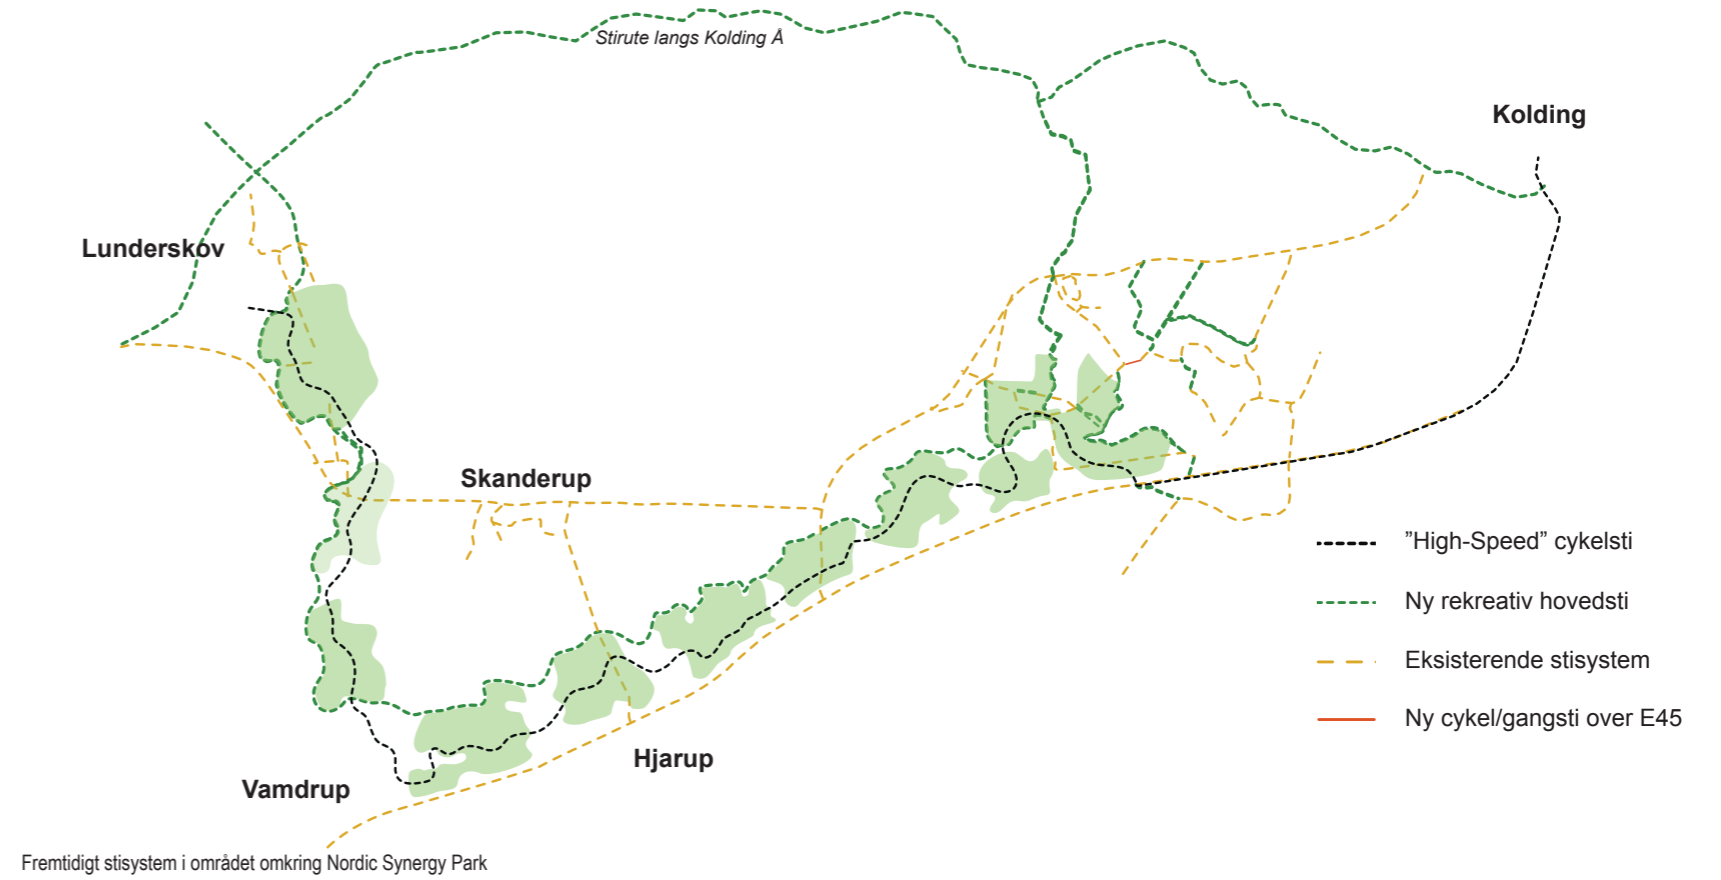 Stirute langs Kolding Å
Kolding
Lunderskov
Skanderup
"High-Speed" cykelsti
Ny rekreativ hovedsti
Eksisterende stisystem
Ny cykel/gangsti over E45
Hjarup
Vamdrup
Fremtidigt stisystem i området omkring Nordic Synergy Park